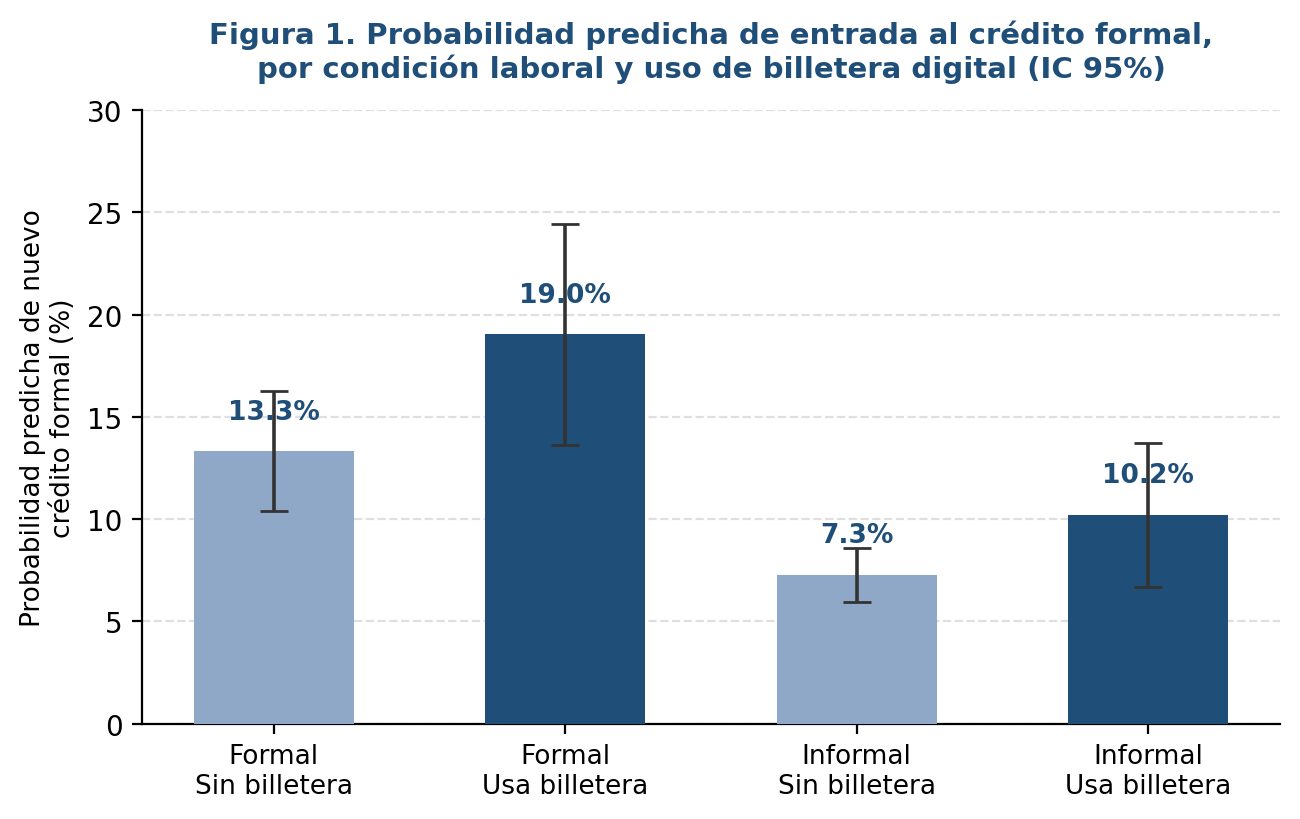 Figura 1. Probabilidad predicha de entrada al crédito formal,
por condición laboral y uso de billetera digital (IC 95%)
Probabilidad predicha de nuevo
crédito formal (%)
30
25
20
15
10
5
0
13.3%
19.0%
7.3%
10.2%
Formal
Sin billetera
Formal
Usa billetera
Informal
Sin billetera
Informal
Usa billetera